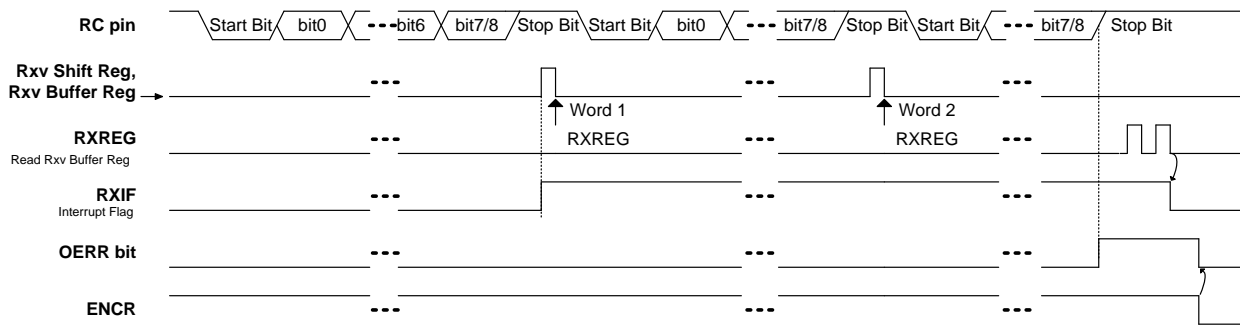 RC pin Start Bit bit0 bit6 bit7/8 Stop Bit Start Bit bit0 bit7/8 Stop Bit Start Bit bit7/8 Stop Bit
Rxv Shift Reg,
Rxv Buffer Reg
Word 1 Word 2
RXREG RXREG RXREG
Read Rxv Buffer Reg
RXIF
Interrupt Flag
OERR bit
ENCR